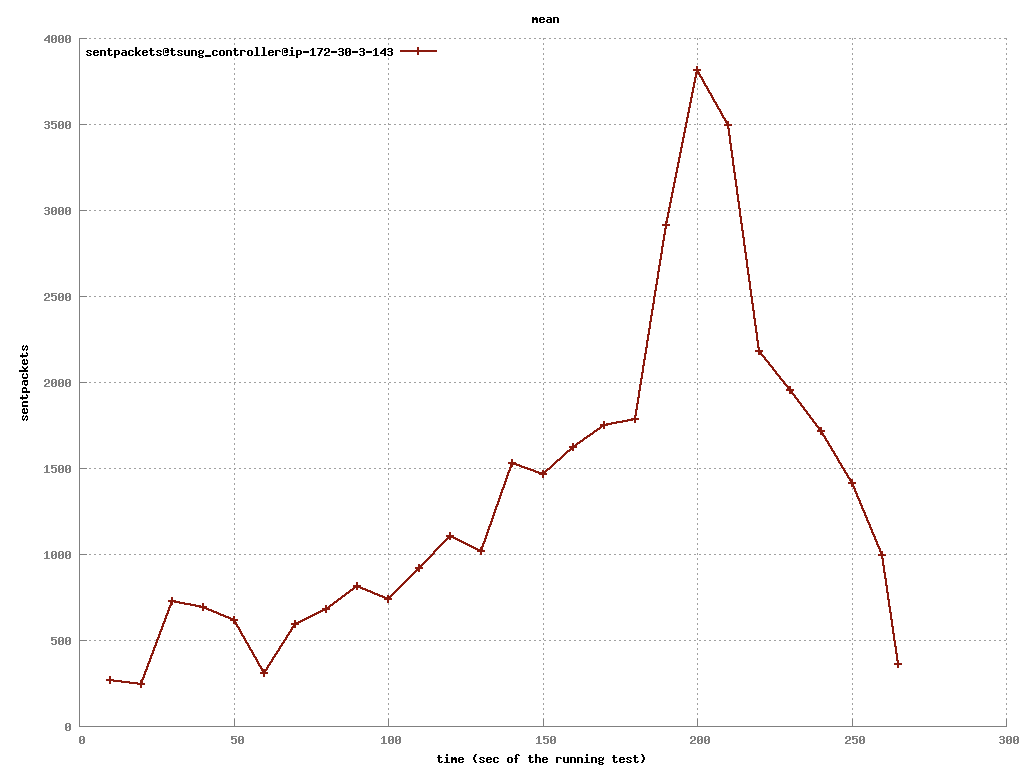 mean
4000
sentpackets@tsung_controller@ip-172-30-3-143
3500
3000
2500
2000
1500
1000
500
0
sentpackets
0 50 100 150 200 250 300
time (sec of the running test)